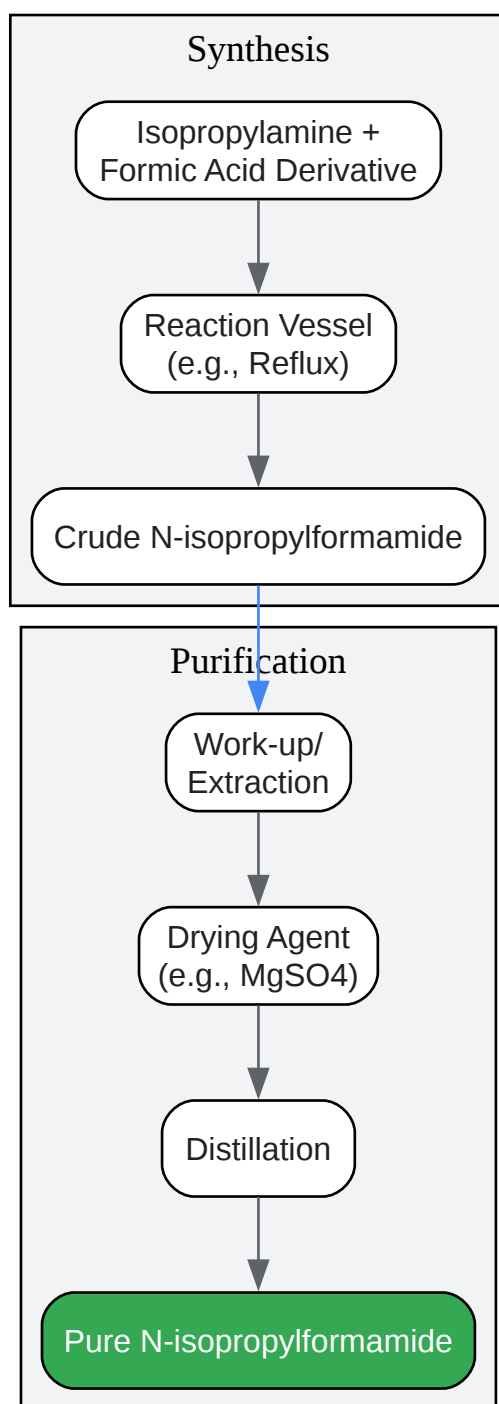 Synthesis
Isopropylamine +
Formic Acid Derivative
Reaction Vessel
(e.g., Reflux)
Crude N-isopropylformamide
Purification
Work-up/
Extraction
Drying Agent
(e.g., MgSO4)
Distillation
Pure N-isopropylformamide